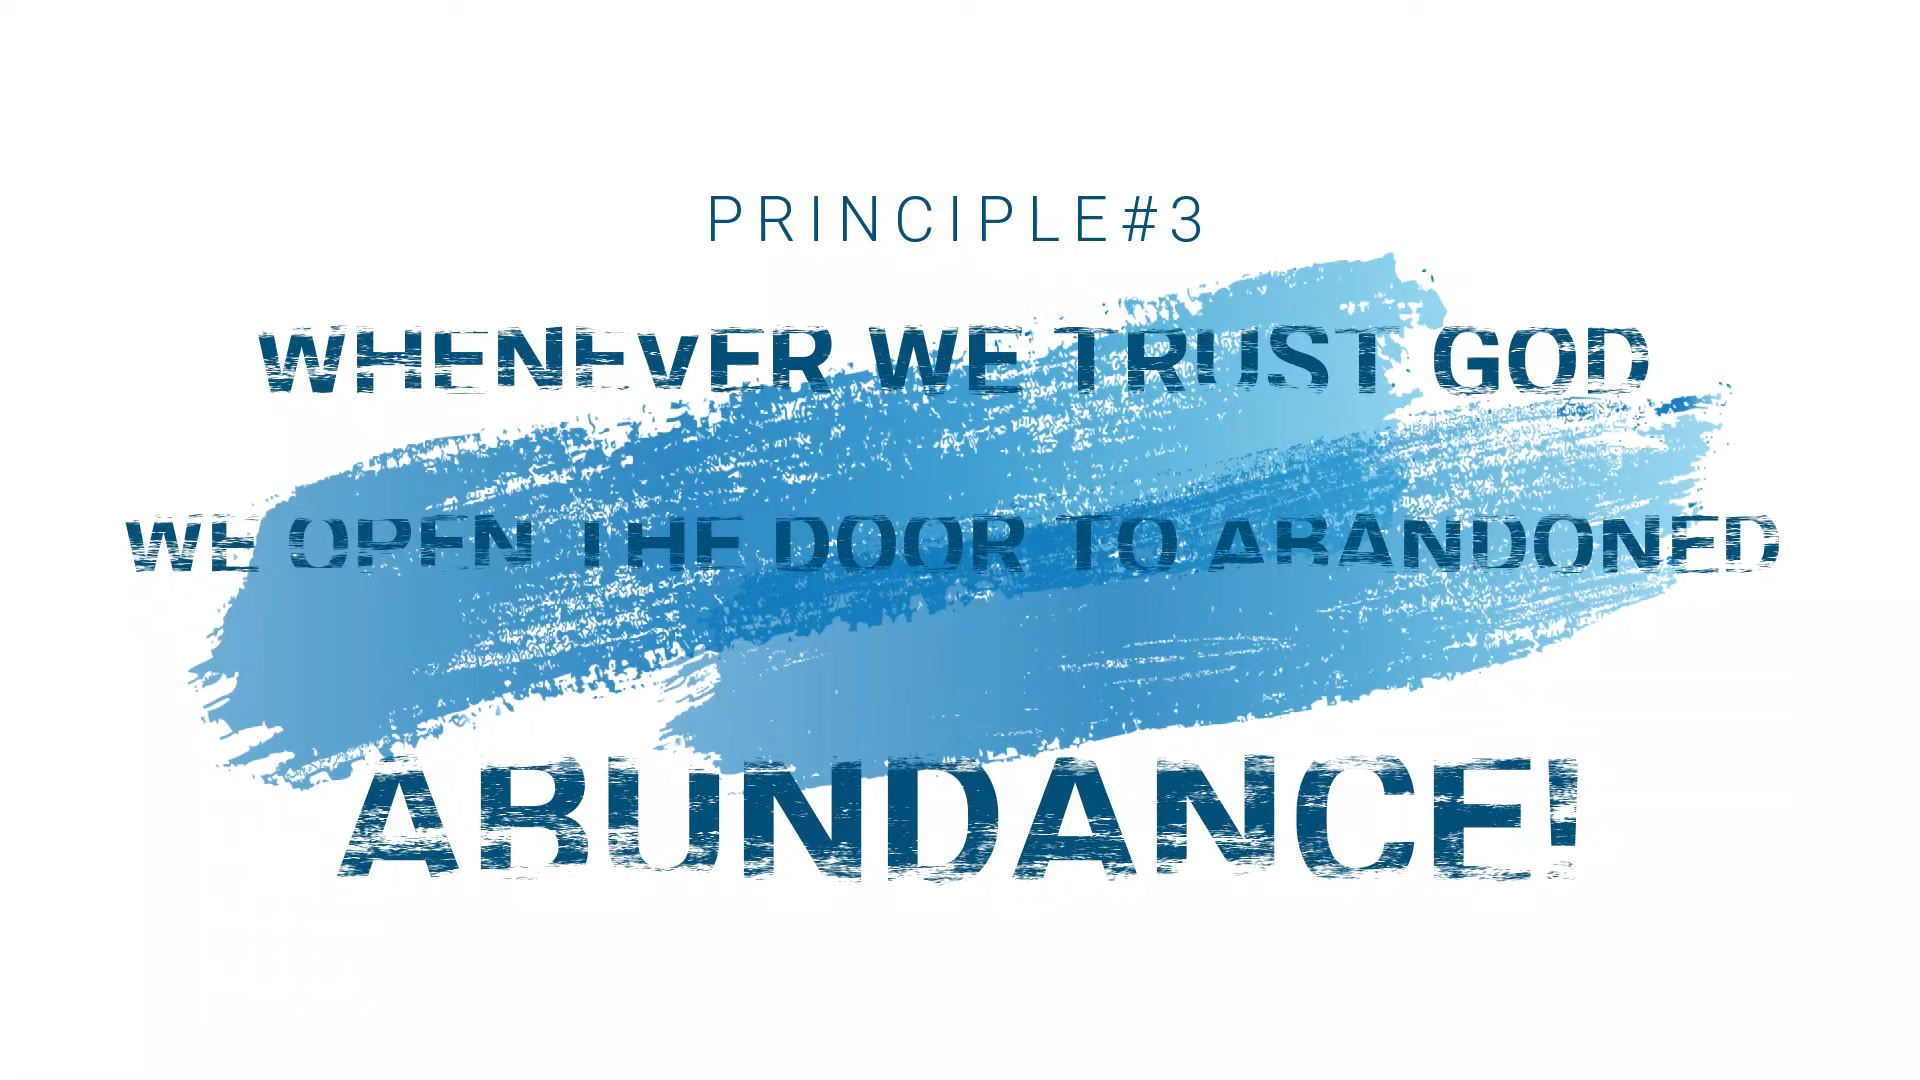 PRINCIPLE#3
WHENEVER WE TRUST GOD
WE OPEN THE DOOR TO ABANDONED
ABUNDANCE!